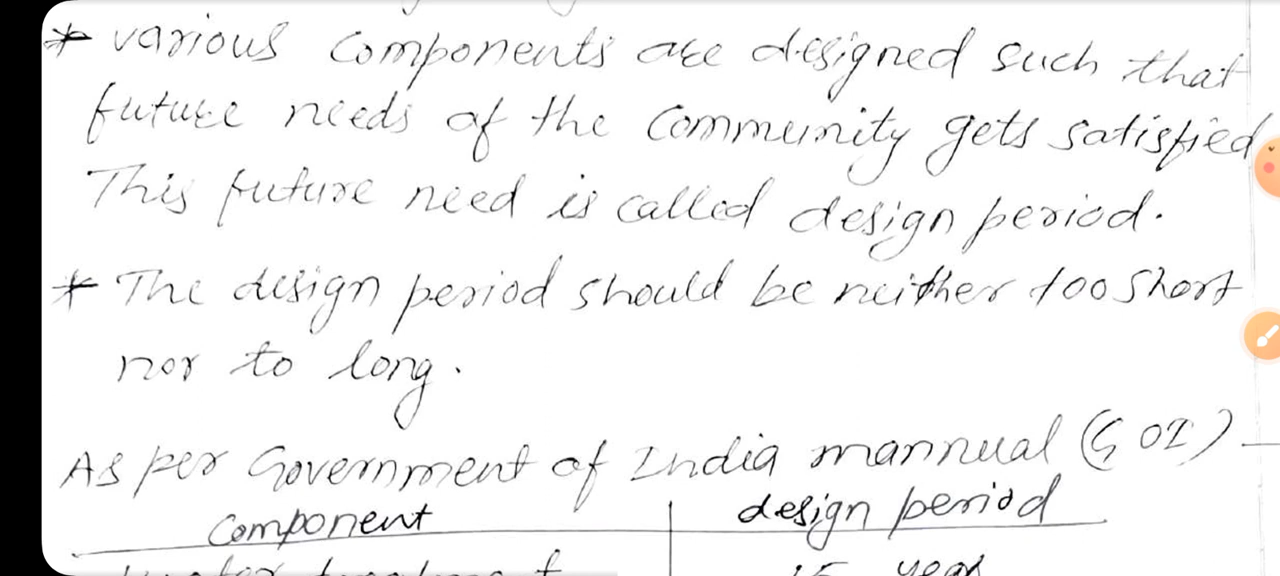 * various components are designed such that
future needs of the community gets satisfied
This future need is called design period.
* The design period should be neither too short
nor to long.
As per Government of India mannual (GOI) —
Component design period
15 year